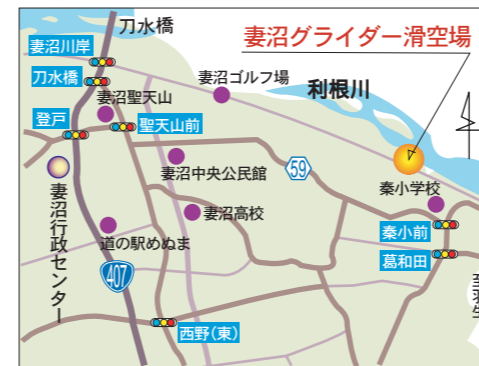 刀水橋
妻沼グライダー滑空場
妻沼川岸
刀水橋
妻沼ゴルフ場
利根川
妻沼聖天山
登戸
聖天山前
妻沼中央公民館
59
秦小学校
妻沼行政センター
妻沼高校
道の駅めぬま
秦小前
葛和田
407
至羽生
西野(東)